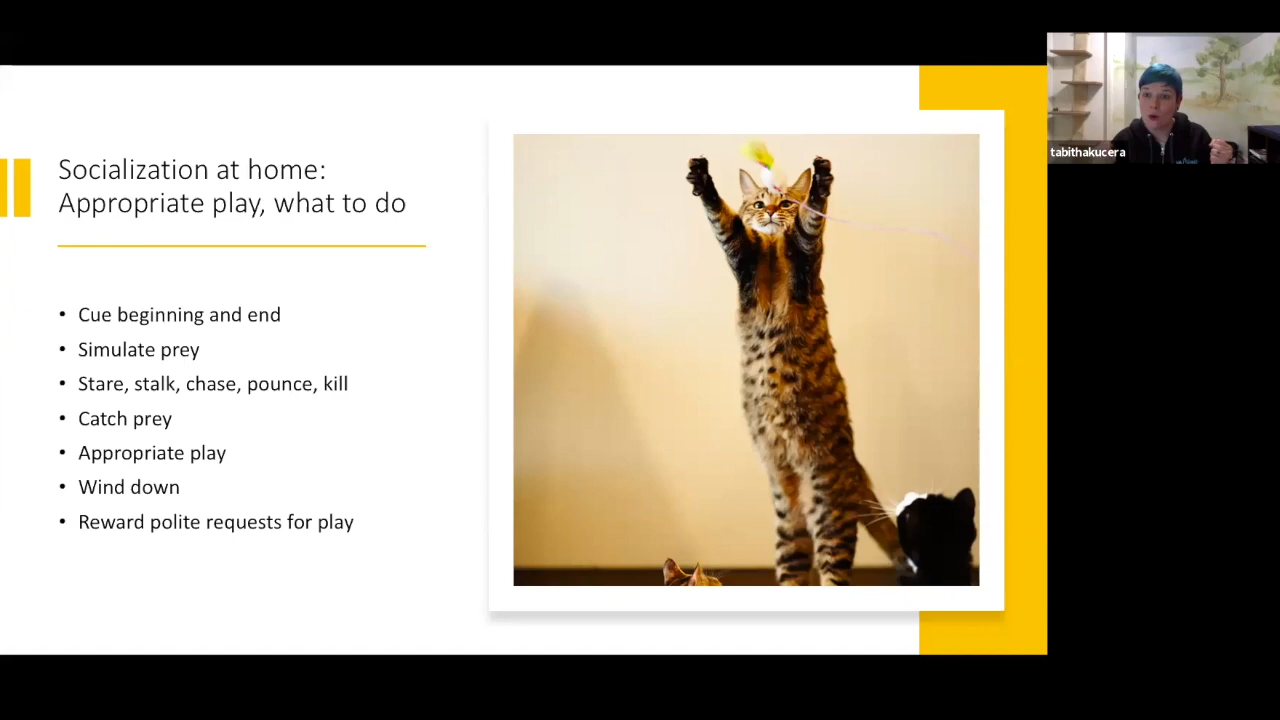 Socialization at home:
Appropriate play, what to do
• Cue beginning and end
• Simulate prey
• Stare, stalk, chase, pounce, kill
• Catch prey
• Appropriate play
• Wind down
• Reward polite requests for play
tabithakucera